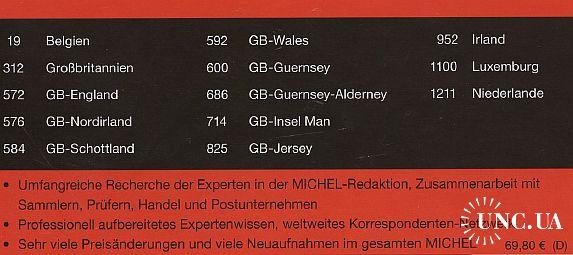 19 Belgien
312 Großbritannien
572 GB-England
576 GB-Nordirland
584 GB-Schottland
592 GB-Wales
600 GB-Guernsey
686 GB-Guernsey-Alderney
714 GB-Insel Man
825 GB-Jersey
952 Irland
1100 Luxemburg
1211 Niederlande
• Umfangreiche Recherche der Experten in der MICHEL-Redaktion, Zusammenarbeit mit
Sammlern, Prüfern, Handel und Postunternehmen
• Professionell aufbereitetes Expertenwissen, weltweites Korrespondenten-Netzwerk
• Sehr viele Preisänderungen und viele Neuaufnahmen im gesamten MICHEL
69,80 € (D)
UNC.UA